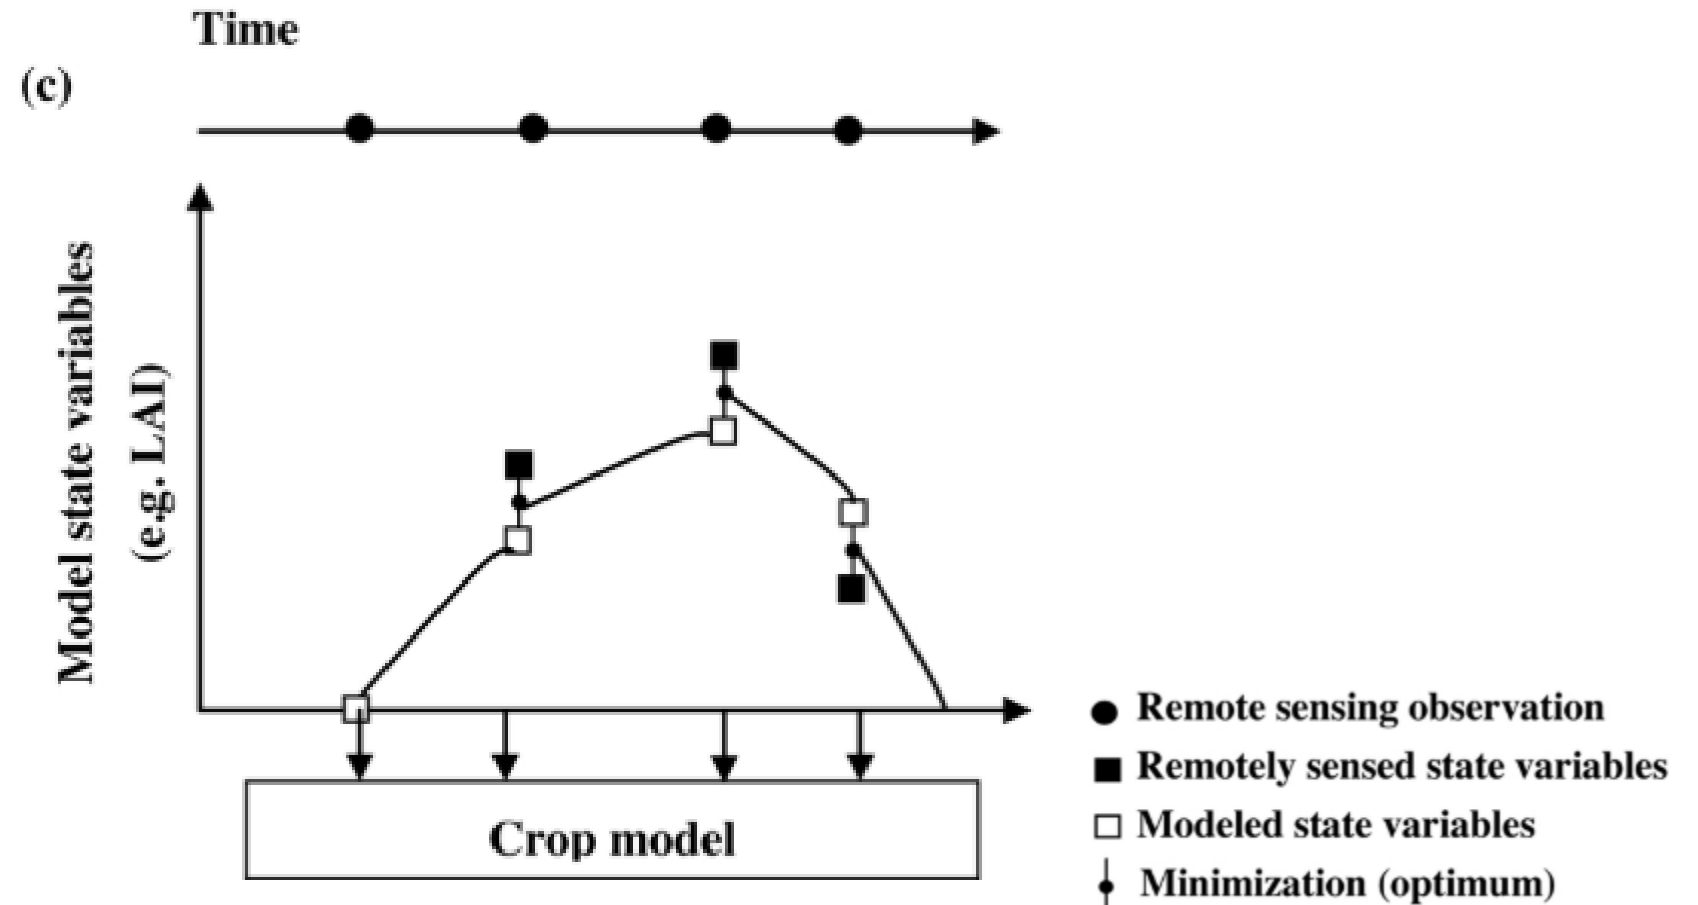 Time
(c)
Model state variables
(e.g. LAI)
Crop model
Remote sensing observation
Remotely sensed state variables
Modeled state variables
Minimization (optimum)